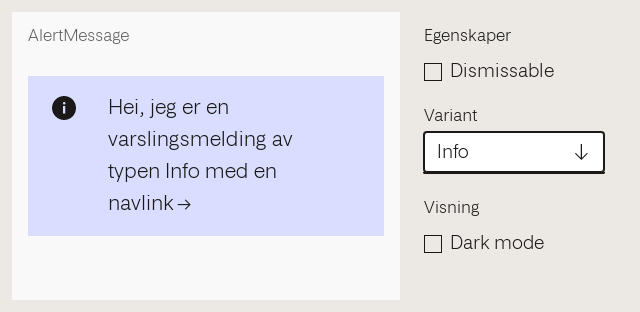 AlertMessage
Hei, jeg er en
varslingsmelding av
typen Info med en
navlink →
Egenskaper
Dismissable
Variant
Info
Visning
Dark mode